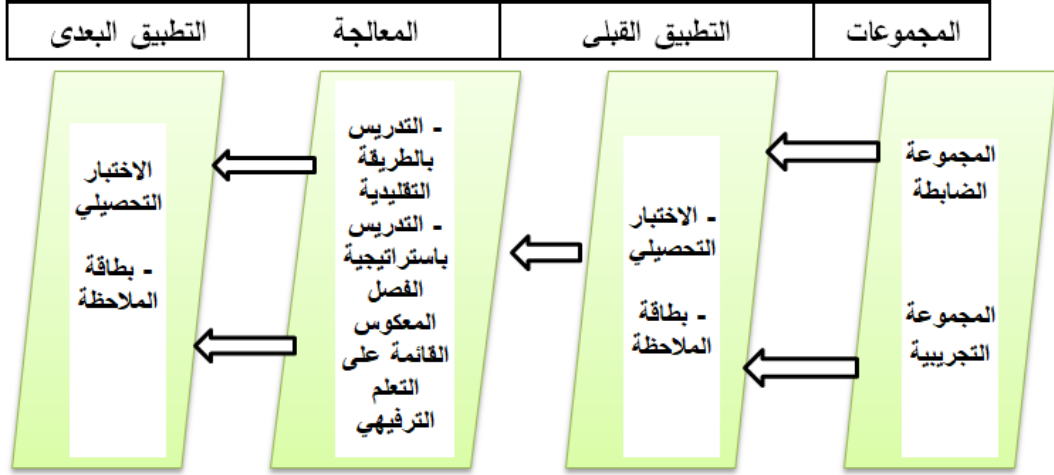 المجموعات
التطبيق القبلى
المعالجة
التطبيق البعدى
المجموعة
الضابطة
المجموعة
التجريبية
- الاختبار
التحصيلي
- بطاقة
الملاحظة
- التدريس
بالطريقة
التقليدية
- التدريس
باستراتيجية
الفصل
المعكوس
القائمة على
التعلم
الترفيهي
الاختبار
التحصيلي
- بطاقة
الملاحظة